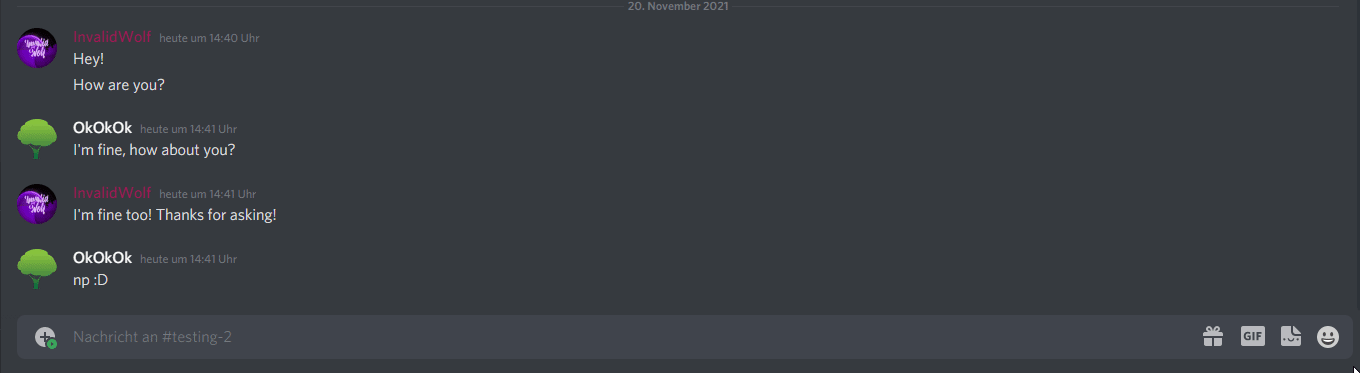 20. November 2021
InvalidWolf heute um 14:40 Uhr
Hey!
How are you?
OkOkOk heute um 14:41 Uhr
I'm fine, how about you?
InvalidWolf heute um 14:41 Uhr
I'm fine too! Thanks for asking!
OkOkOk heute um 14:41 Uhr
np :D
Nachricht an #testing-2
GIF